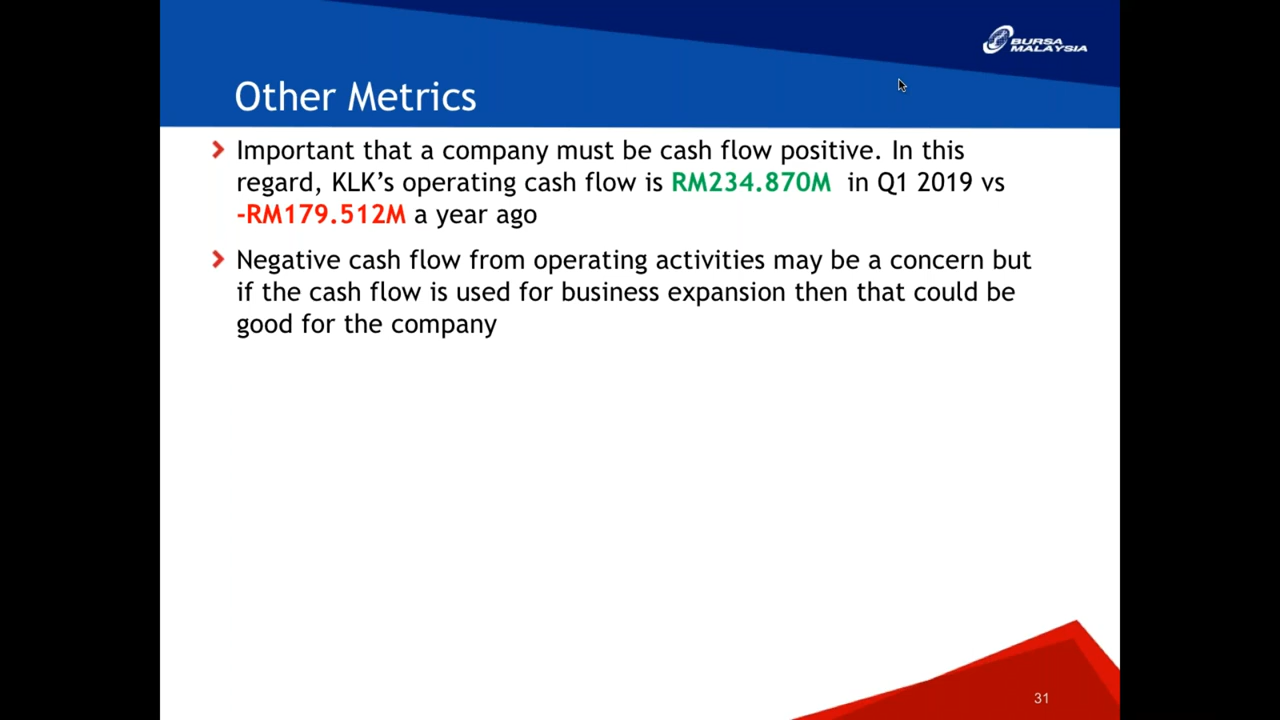 BURSA
MALAYSIA
Other Metrics
Important that a company must be cash flow positive. In this
regard, KLK’s operating cash flow is RM234.870M in Q1 2019 vs
-RM179.512M a year ago
Negative cash flow from operating activities may be a concern but
if the cash flow is used for business expansion then that could be
good for the company
31